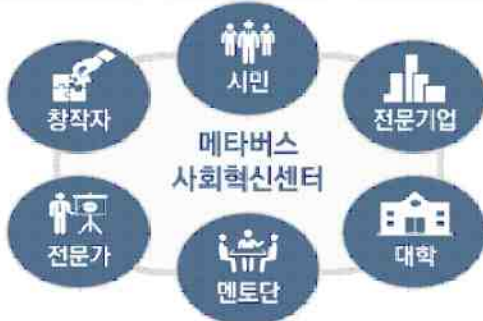 시민
창작자
전문기업
메타버스
사회혁신센터
전문가
대학
멘토단